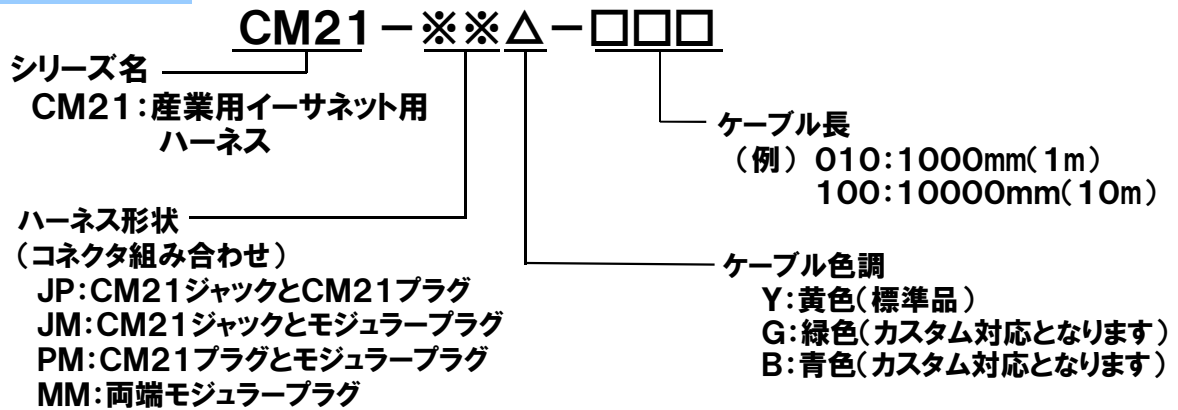 CM21-※※△-□□□
シリーズ名
CM21:産業用イーサネット用
ハーネス
ケーブル長
(例) 010:1000mm(1m)
100:10000mm(10m)
ハーネス形状
(コネクタ組み合わせ)
JP:CM21ジャックとCM21プラグ
JM:CM21ジャックとモジュラープラグ
PM:CM21プラグとモジュラープラグ
MM:両端モジュラープラグ
ケーブル色調
Y:黄色(標準品)
G:緑色(カスタム対応となります)
B:青色(カスタム対応となります)